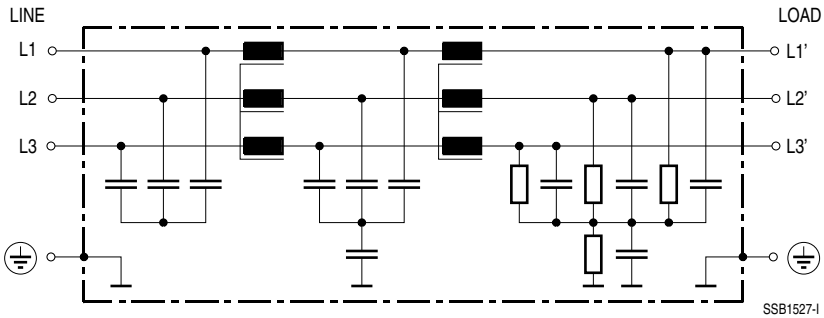 LINE LOAD
L1 L1'
L2 L2'
L3 L3'
SSB1527-I